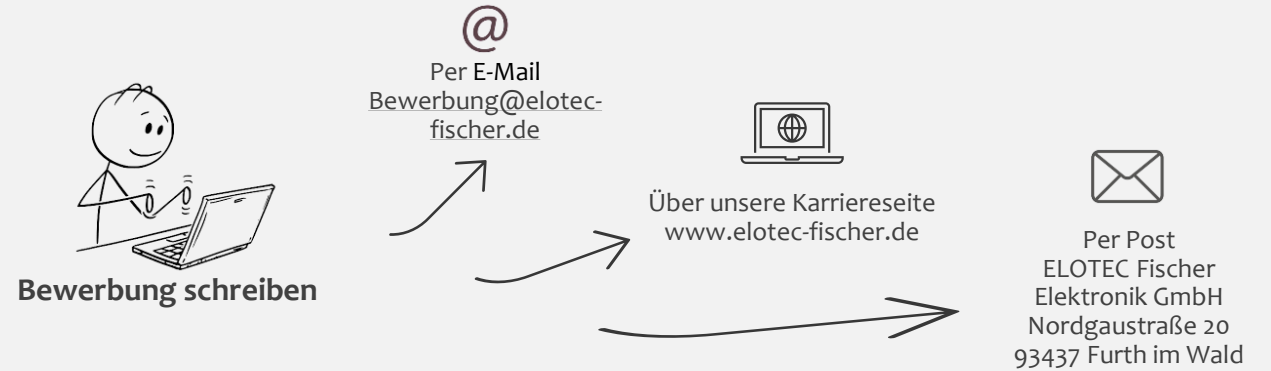 @
Per E-Mail
Bewerbung@elotec-
fischer.de
Bewerbung schreiben
Über unsere Karriereseite
www.elotec-fischer.de
Per Post
ELOTEC Fischer
Elektronik GmbH
Nordgaustraße 20
93437 Furth im Wald